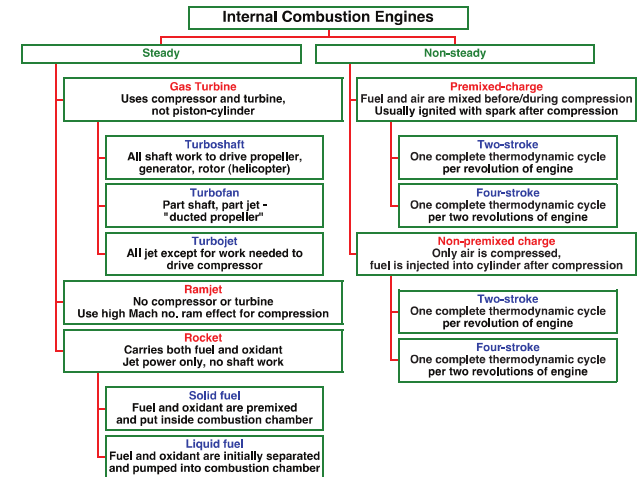 Internal Combustion Engines
Steady
Gas Turbine
Uses compressor and turbine,
not piston-cylinder
Turboshaft
All shaft work to drive propeller,
generator, rotor (helicopter)
Turbofan
Part shaft, part jet -
"ducted propeller"
Turbojet
All jet except for work needed to
drive compressor
Ramjet
No compressor or turbine
Use high Mach no. ram effect for compression
Rocket
Carries both fuel and oxidant
Jet power only, no shaft work
Solid fuel
Fuel and oxidant are premixed
and put inside combustion chamber
Liquid fuel
Fuel and oxidant are initially separated
and pumped into combustion chamber
Non-steady
Premixed-charge
Fuel and air are mixed before/during compression
Usually ignited with spark after compression
Two-stroke
One complete thermodynamic cycle
per revolution of engine
Four-stroke
One complete thermodynamic cycle
per two revolutions of engine
Non-premixed charge
Only air is compressed,
fuel is injected into cylinder after compression
Two-stroke
One complete thermodynamic cycle
per revolution of engine
Four-stroke
One complete thermodynamic cycle
per two revolutions of engine